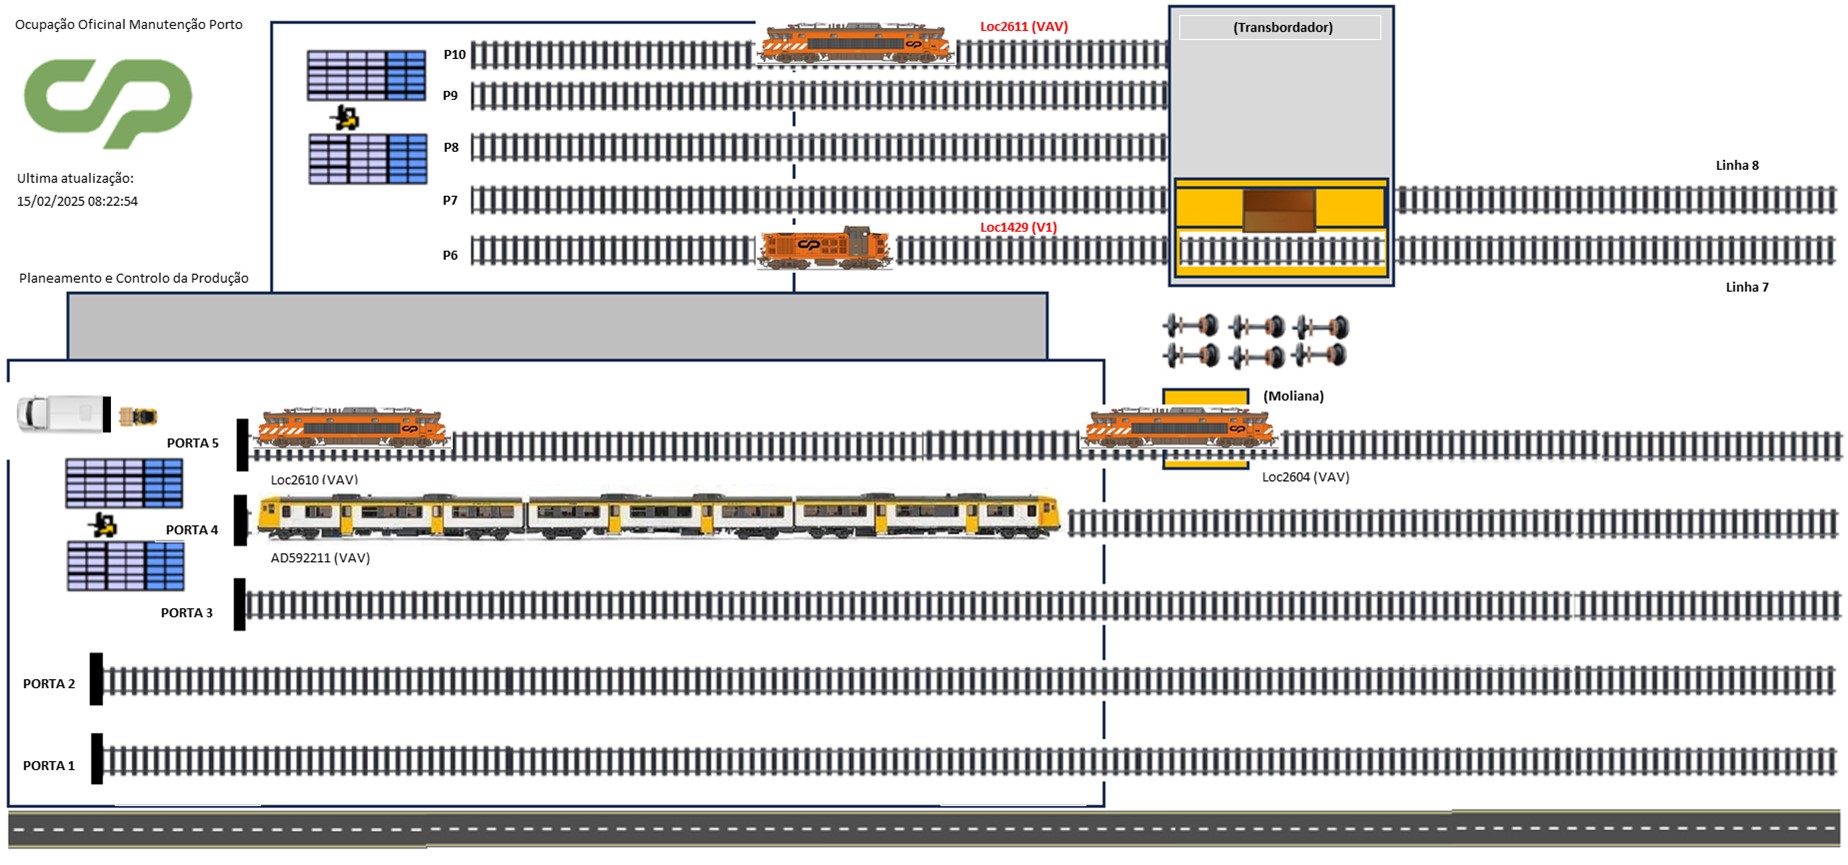 Ocupação Oficinal Manutenção Porto
Ultima atualização:
15/02/2025 08:22:54
Planeamento e Controlo da Produção
P10
Loc2611 (VAV)
(Transbordador)
P9
P8
P7
Linha 8
P6
Loc1429 (V1)
Linha 7
(Moliana)
PORTA 5
Loc2610 (VAV)
Loc2604 (VAV)
PORTA 4
AD592211 (VAV)
PORTA 3
PORTA 2
PORTA 1